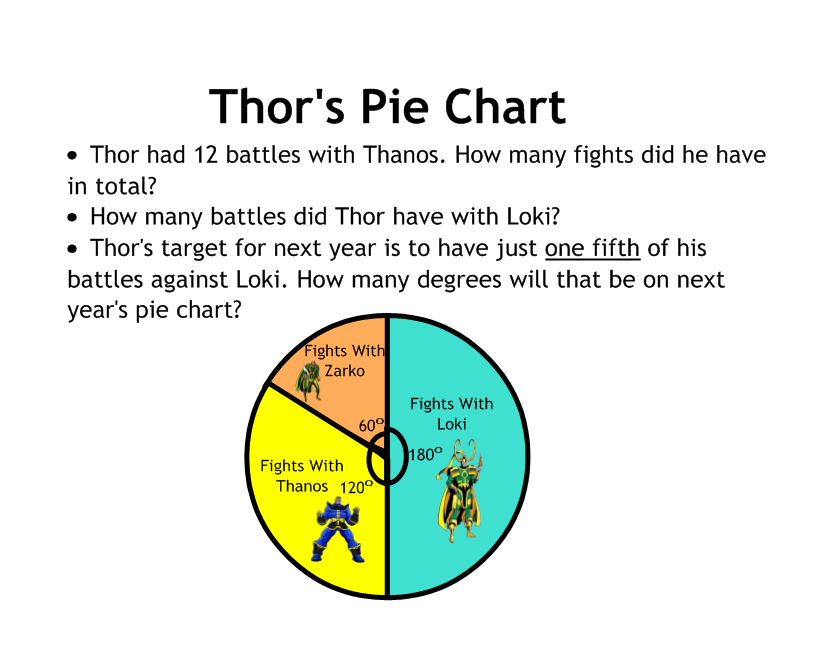 Thor's Pie Chart
• Thor had 12 battles with Thanos. How many fights did he have
in total?
• How many battles did Thor have with Loki?
• Thor's target for next year is to have just one fifth of his
battles against Loki. How many degrees will that be on next
year's pie chart?
Fights With
Zarko
60º
Fights With
Loki
180º
Fights With
Thanos 120º